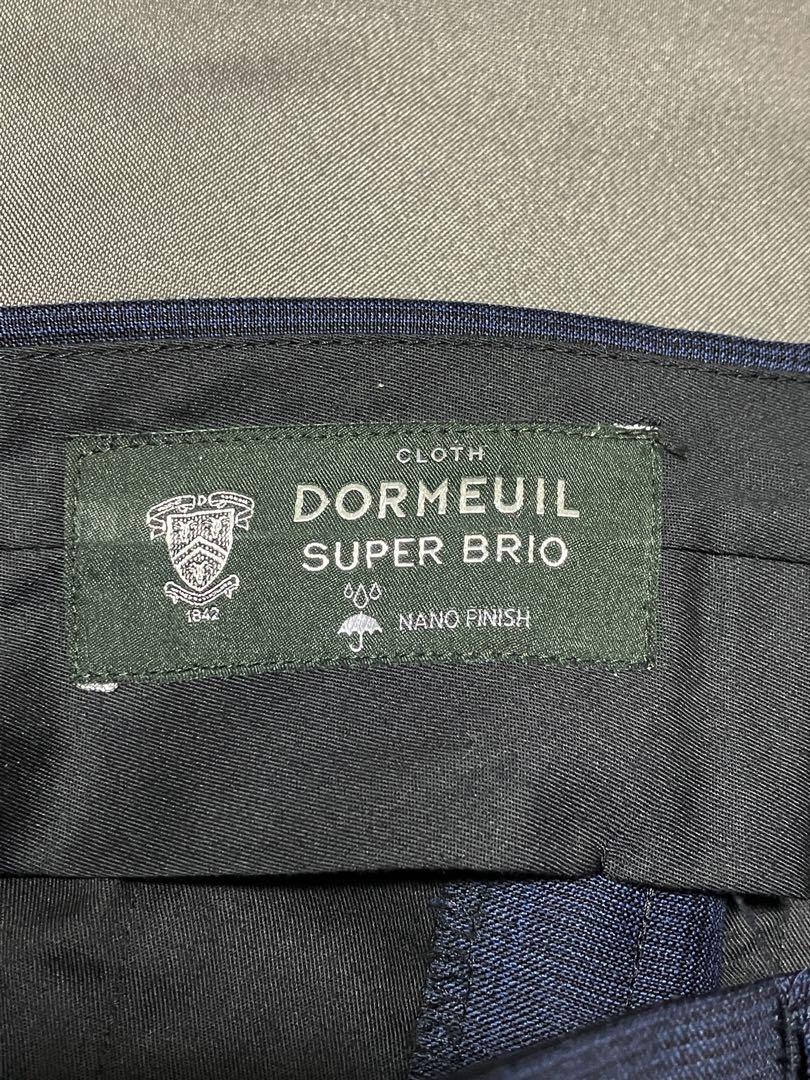 CLOTH
DORMEUIL
SUPER BRIO
NANO FINISH
D
1842